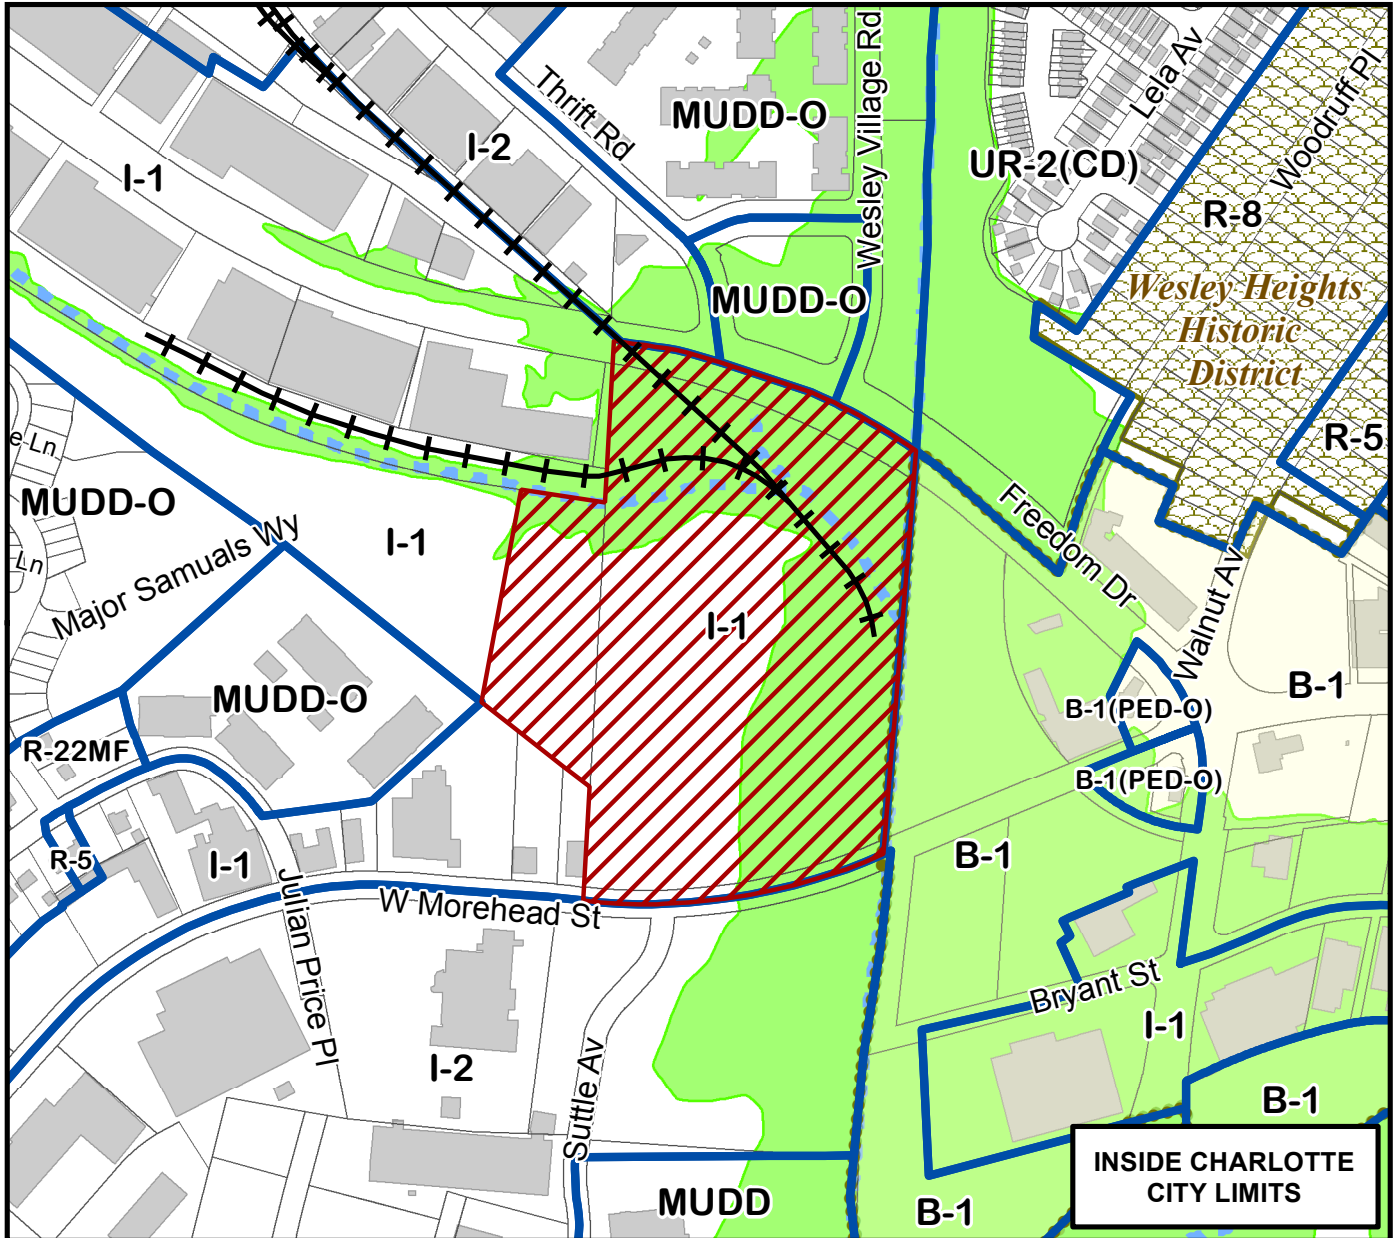 Wesley Village Rd
Lela Av
Woodruff Pl
Thrift Rd
MUDD-O
I-2
I-1
UR-2(CD)
R-8
Wesley Heights
Historic
District
MUDD-O
R-5
e Ln
MUDD-O
I-1
Freedom Dr
Ln
Major Samuals Wy
I-1
Walnut Av
MUDD-O
B-1
B-1(PED-O)
R-22MF
B-1(PED-O)
R-5
I-1
B-1
Julian Price Pl
W Morehead St
Bryant St
I-1
I-2
Suttle Av
B-1
INSIDE CHARLOTTE
CITY LIMITS
MUDD
B-1